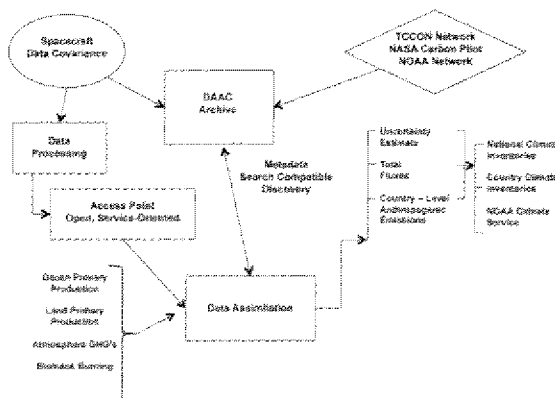 Spacecraft
Data Covariance
TCCON Network
NASA Carbon Pilot
NOAA Network
DAAC
Archive
Data
Processing
Metadata
Search Compatible
Discovery
Uncertainty
Estimate
Total
Fluxes
Country – Level
Anthropogenic
Emissions
National Climate
Inventories
Country Climate
Inventories
NOAA Climate
Service
Access Point
Open, Service-Oriented
Ocean Primary
Production
Land Primary
Production
Atmosphere GHG's
Biomass Burning
Data Assimilation